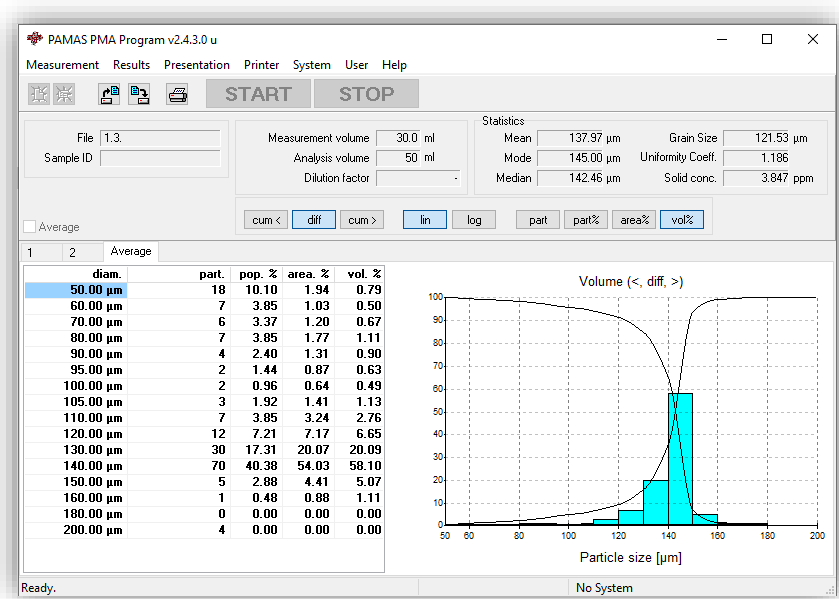 PAMAS PMA Program v2.4.3.0 u
Measurement Results Presentation Printer System User Help
START STOP
File 1.3.
Sample ID
Average
Measurement volume 30.0 ml
Analysis volume 50 ml
Dilution factor -
Statistics
Mean 137.97 µm Grain Size 121.53 µm
Mode 145.00 µm Uniformity Coeff. 1.186
Median 142.46 µm Solid conc. 3.847 ppm
cum < diff cum > lin log part part% area% vol%
1 2 Average
diam. part. pop. % area. % vol. %
50.00 µm 18 10.10 1.94 0.79
60.00 µm 7 3.85 1.03 0.50
70.00 µm 6 3.37 1.20 0.67
80.00 µm 7 3.85 1.77 1.11
90.00 µm 4 2.40 1.31 0.90
95.00 µm 2 1.44 0.87 0.63
100.00 µm 2 0.96 0.64 0.49
105.00 µm 3 1.92 1.41 1.13
110.00 µm 7 3.85 3.24 2.76
120.00 µm 12 7.21 7.17 6.65
130.00 µm 30 17.31 20.07 20.09
140.00 µm 70 40.38 54.03 58.10
150.00 µm 5 2.88 4.41 5.07
160.00 µm 1 0.48 0.88 1.11
180.00 µm 0 0.00 0.00 0.00
200.00 µm 4 0.00 0.00 0.00
Volume (<, diff, >)
100
90
80
70
60
50
40
30
20
10
0
50 60 80 100 120 140 160 180 200
Particle size [µm]
Ready. No System